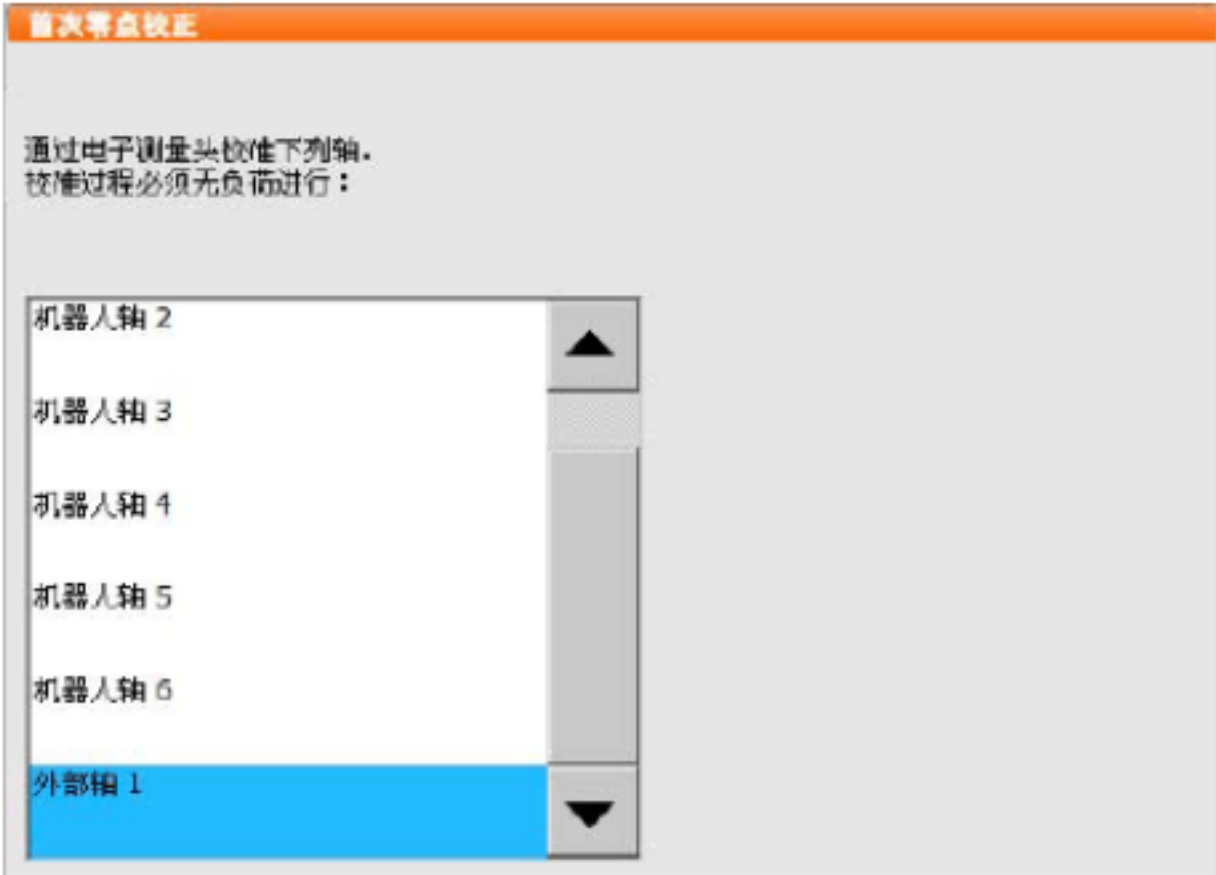 首次零点校正
通过电子测量头校准下列轴.
校准过程必须无负荷进行：
机器人轴 2
机器人轴 3
机器人轴 4
机器人轴 5
机器人轴 6
外部轴 1